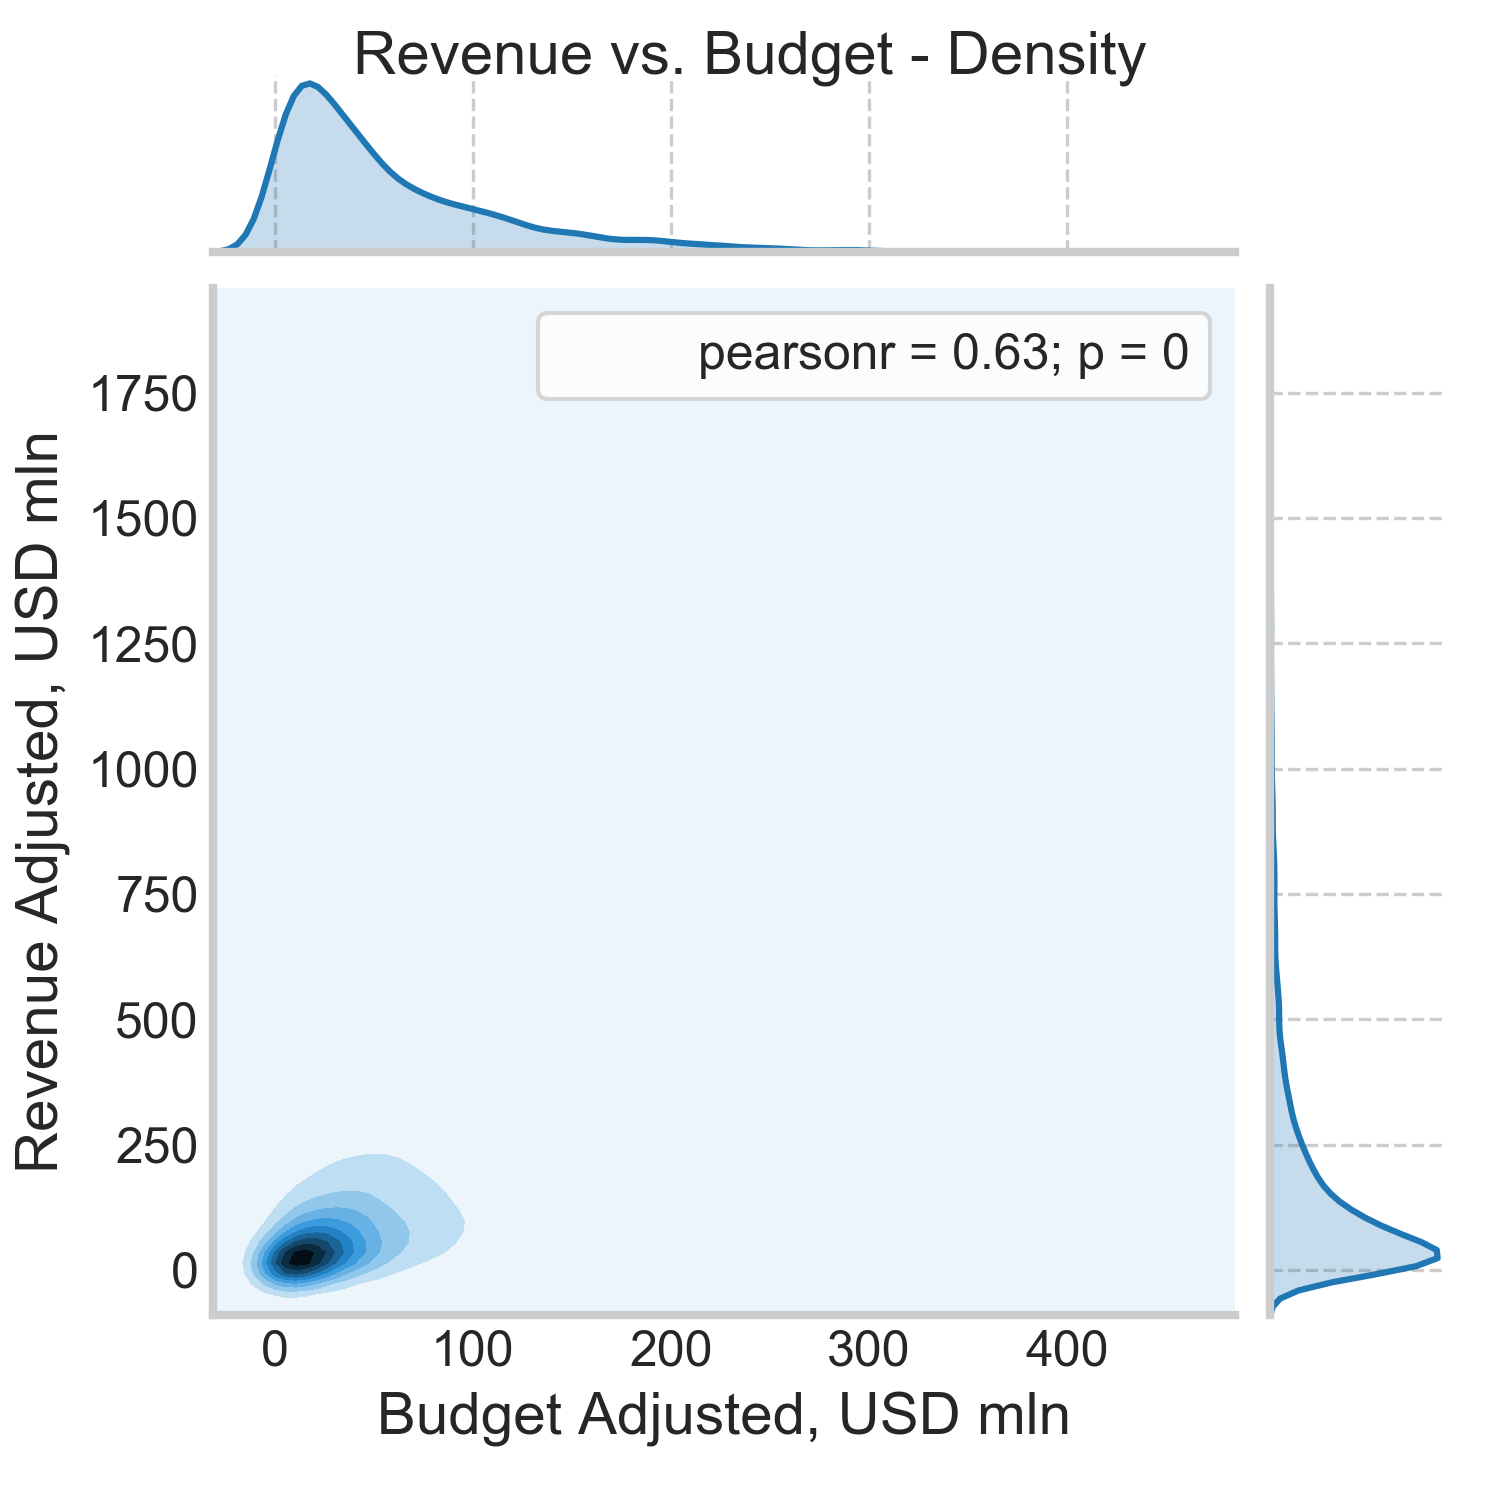 Revenue vs. Budget - Density
pearsonr = 0.63; p = 0
1750
1500
1250
1000
750
500
250
0
Revenue Adjusted, USD mln
0 100 200 300 400
Budget Adjusted, USD mln